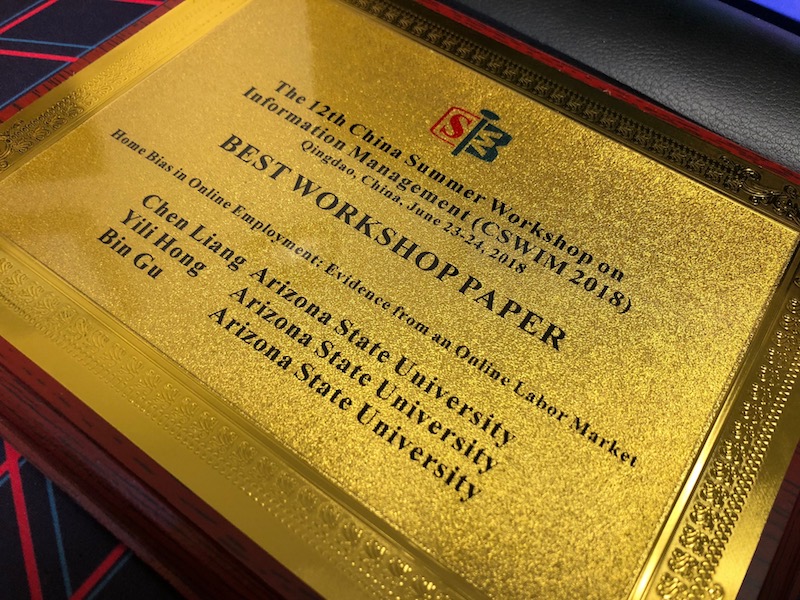 The 12th China Summer Workshop on
Information Management (CSWIM 2018)
Qingdao, China, June 23-24, 2018
BEST WORKSHOP PAPER
Home Bias in Online Employment: Evidence from an Online Labor Market
Chen Liang Arizona State University
Yili Hong Arizona State University
Bin Gu Arizona State University